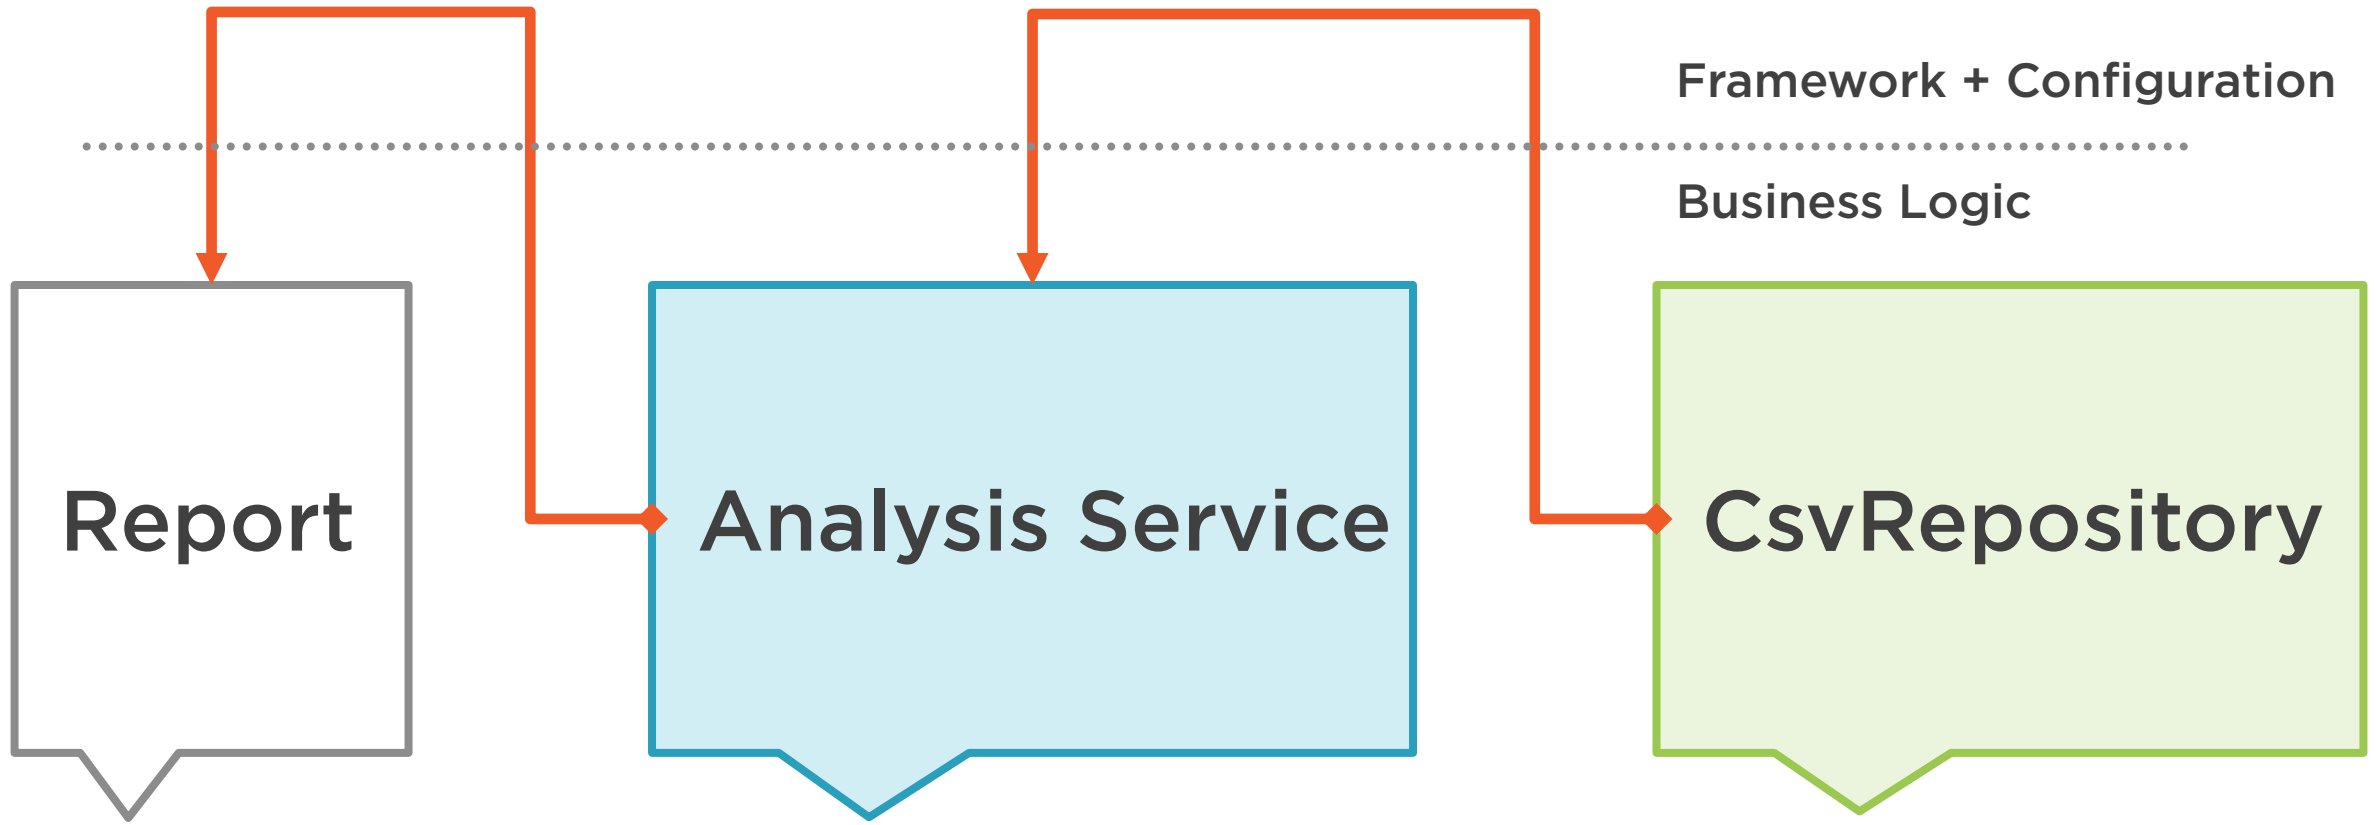 Framework + Configuration
Business Logic
Report
Analysis Service
CsvRepository